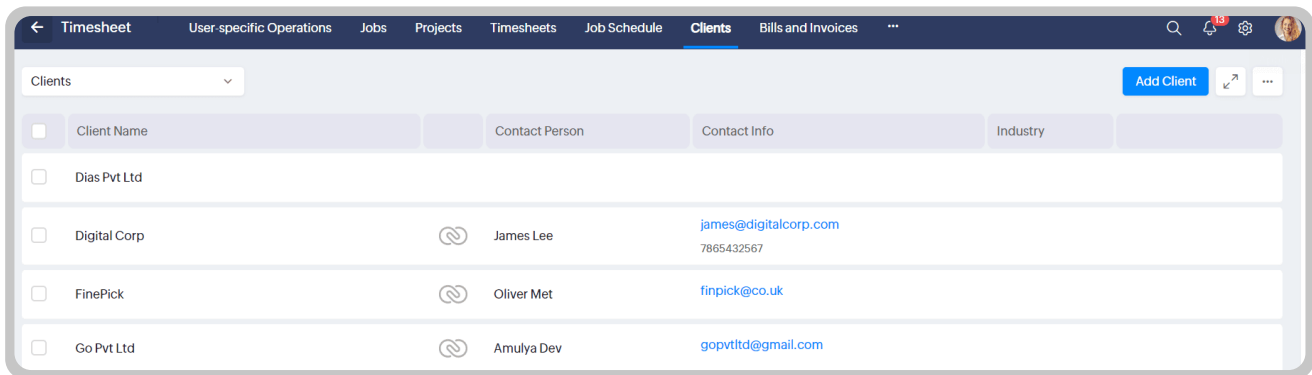 Timesheet User-specific Operations Jobs Projects Timesheets Job Schedule Clients Bills and Invoices ... 13
Clients Add Client ...
Client Name Contact Person Contact Info Industry
Dias Pvt Ltd
Digital Corp James Lee james@digitalcorp.com
7865432567
FinePick Oliver Met finpick@co.uk
Go Pvt Ltd Amulya Dev gopvtltd@gmail.com